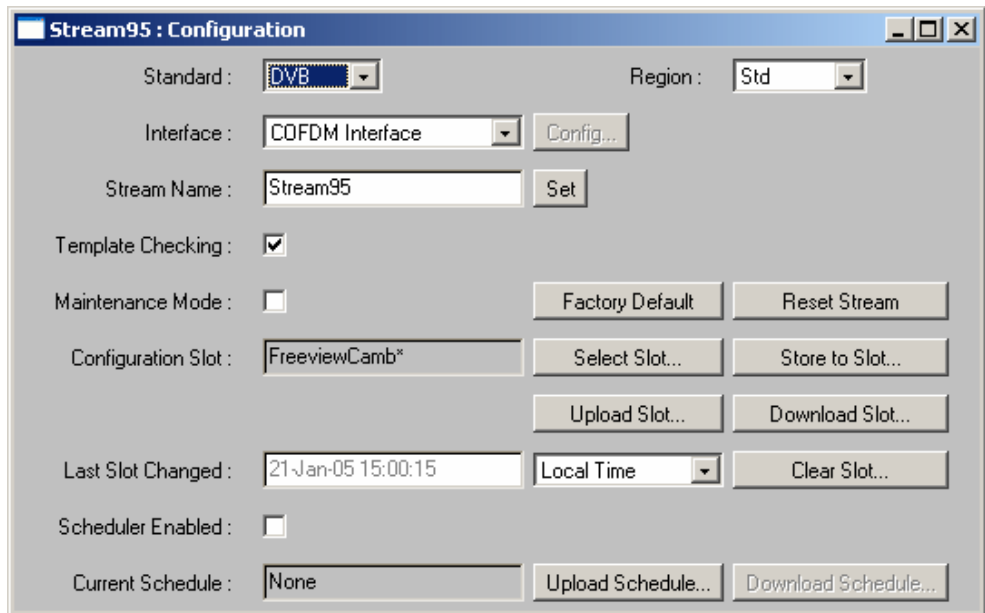 Stream95 : Configuration
Standard : DVB Region : Std
Interface : COFDM Interface Config...
Stream Name : Stream95 Set
Template Checking :
Maintenance Mode : Factory Default Reset Stream
Configuration Slot : FreeviewCamb* Select Slot... Store to Slot...
Upload Slot... Download Slot...
Last Slot Changed : 21-Jan-05 15:00:15 Local Time Clear Slot...
Scheduler Enabled :
Current Schedule : None Upload Schedule... Download Schedule...